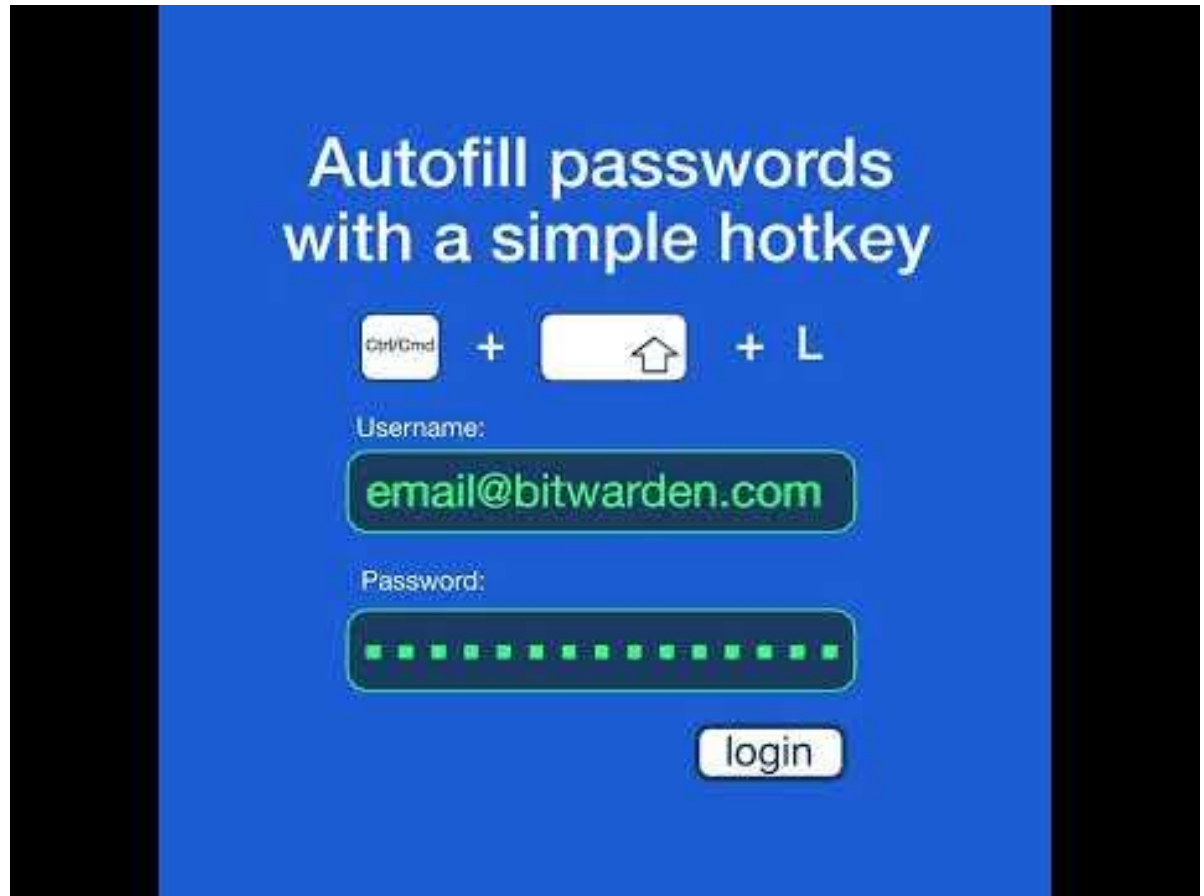 Autofill passwords
with a simple hotkey
Ctrl/Cmd + + L
Username:
email@bitwarden.com
Password:
login